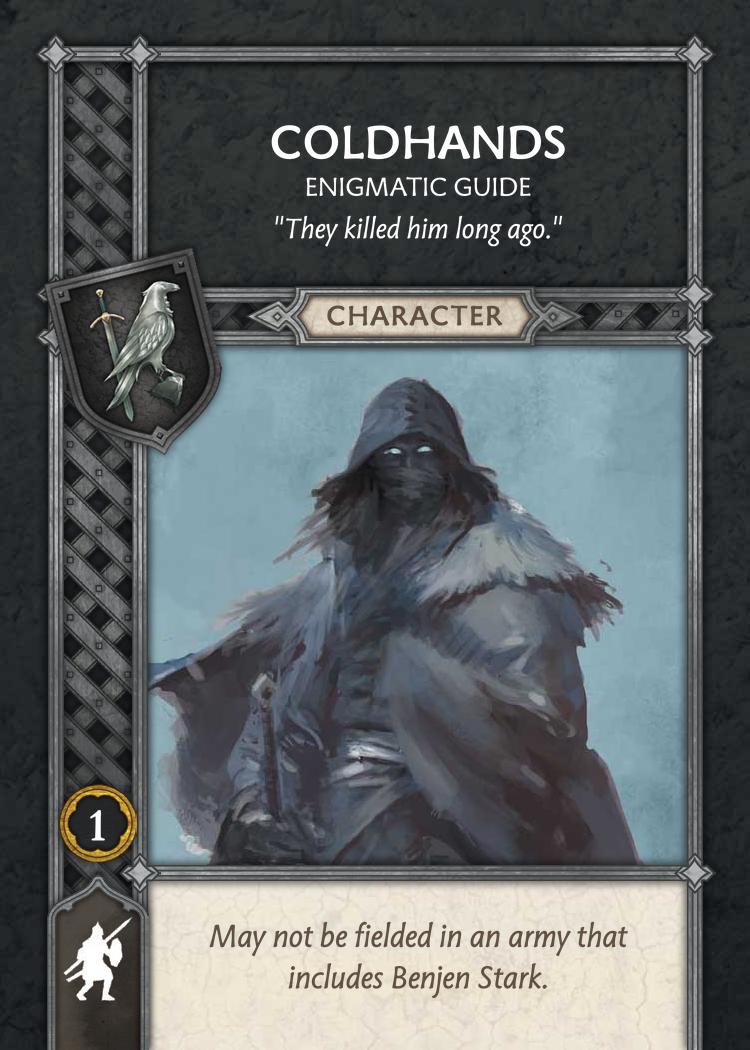 COLDHANDS
ENIGMATIC GUIDE
"They killed him long ago."
CHARACTER
1
May not be fielded in an army that
includes Benjen Stark.